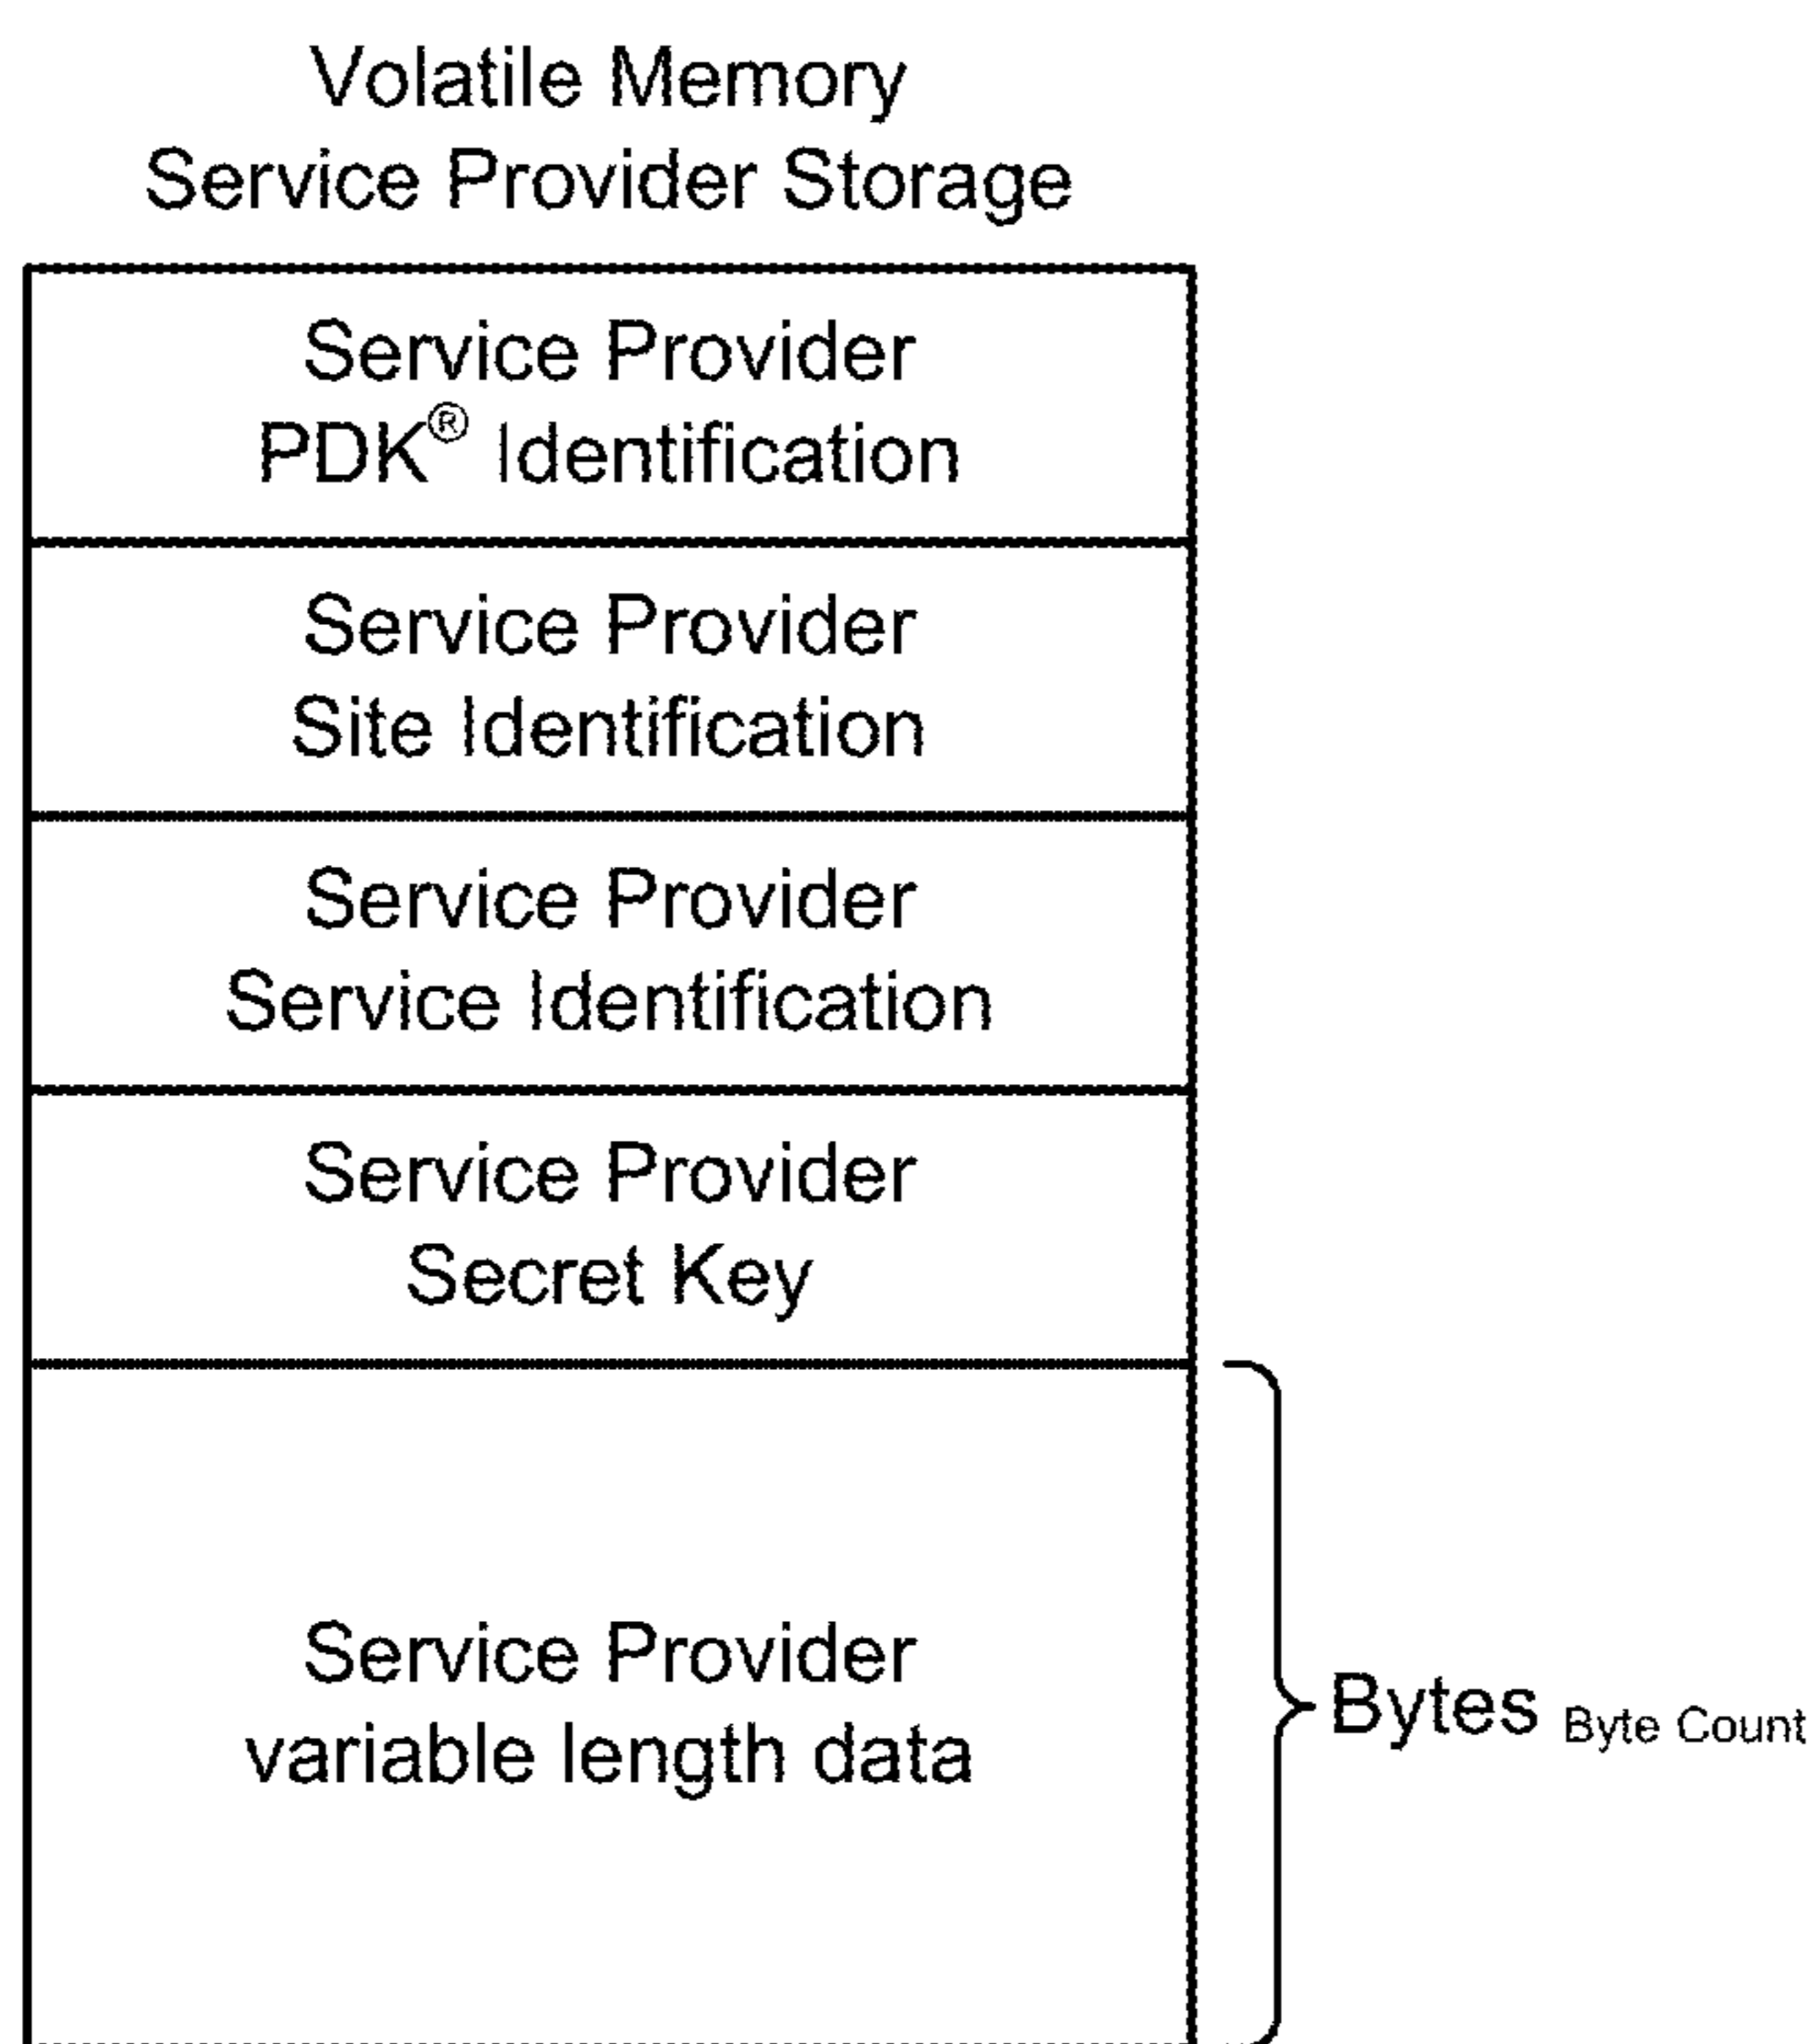 Volatile Memory
Service Provider Storage
Service Provider
PDK® Identification
Service Provider
Site Identification
Service Provider
Service Identification
Service Provider
Secret Key
Service Provider
variable length data
Bytes Byte Count